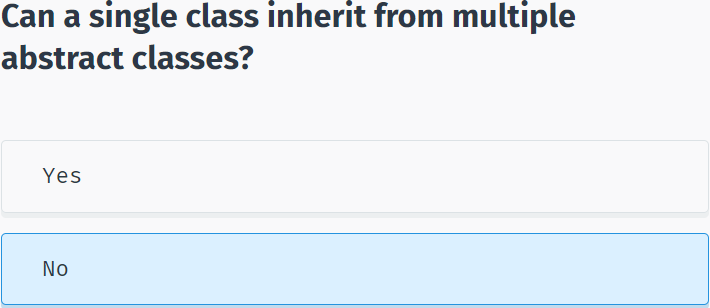 Can a single class inherit from multiple
abstract classes?
Yes
No